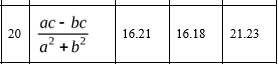 20 (ac - bc)/(a² + b²) 16.21 16.18 21.23